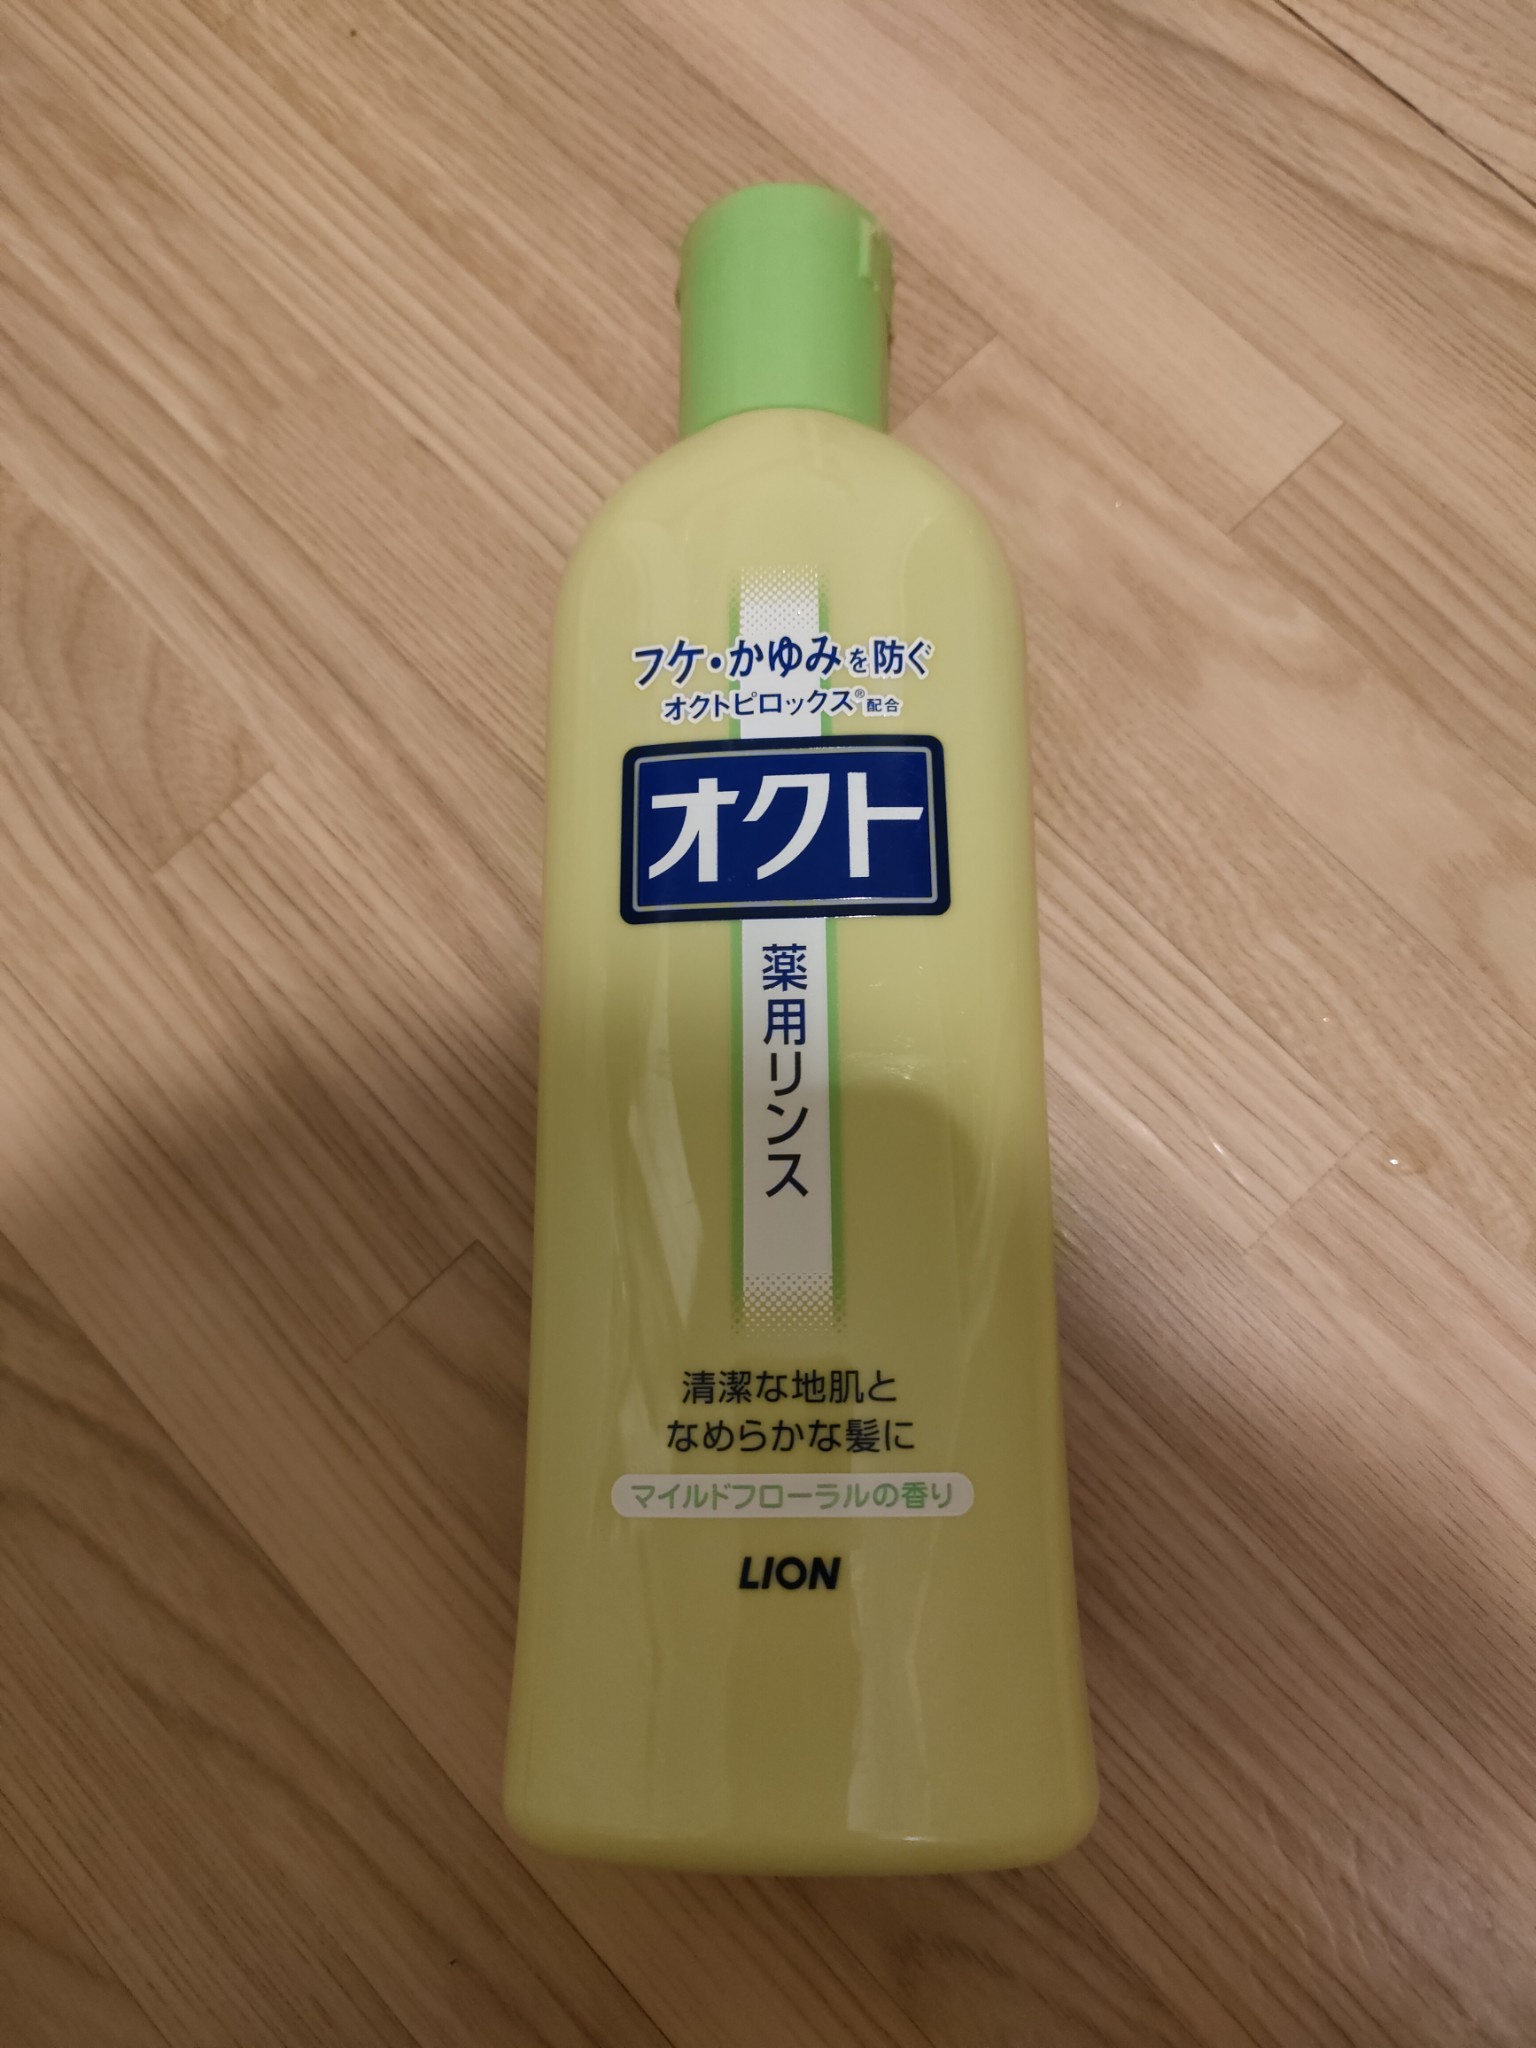 フケ・かゆみを防ぐ
オクトピロックス®配合
オクト
薬用リンス
清潔な地肌と
なめらかな髪に
マイルドフローラルの香り
LION